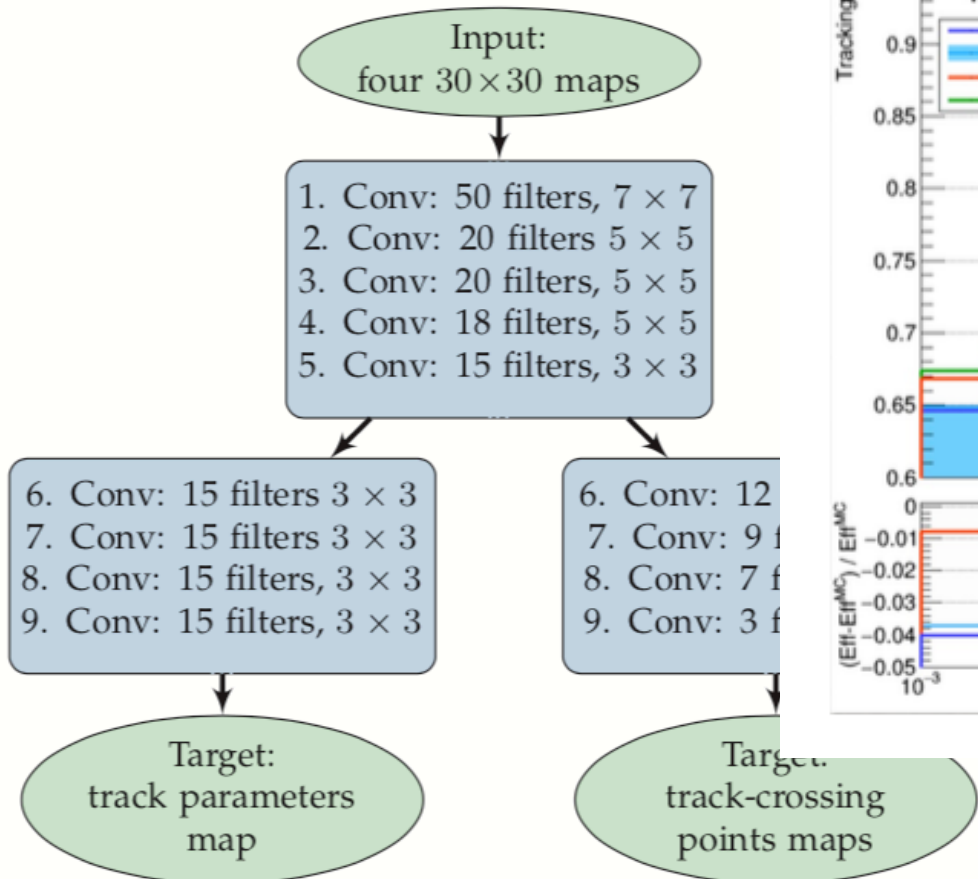 Input:
four 30×30 maps
1. Conv: 50 filters, 7 × 7
2. Conv: 20 filters 5 × 5
3. Conv: 20 filters, 5 × 5
4. Conv: 18 filters, 5 × 5
5. Conv: 15 filters, 3 × 3
6. Conv: 15 filters 3 × 3
7. Conv: 15 filters 3 × 3
8. Conv: 15 filters, 3 × 3
9. Conv: 15 filters, 3 × 3
6. Conv: 12
7. Conv: 9 f
8. Conv: 7 f
9. Conv: 3 f
Target:
track parameters
map
Target:
track-crossing
points maps
Tracking
0.9
0.85
0.8
0.75
0.7
0.65
0.6
(Eff-Eff^MC) / Eff^MC
0
−0.01
−0.02
−0.03
−0.04
−0.05
10^−3